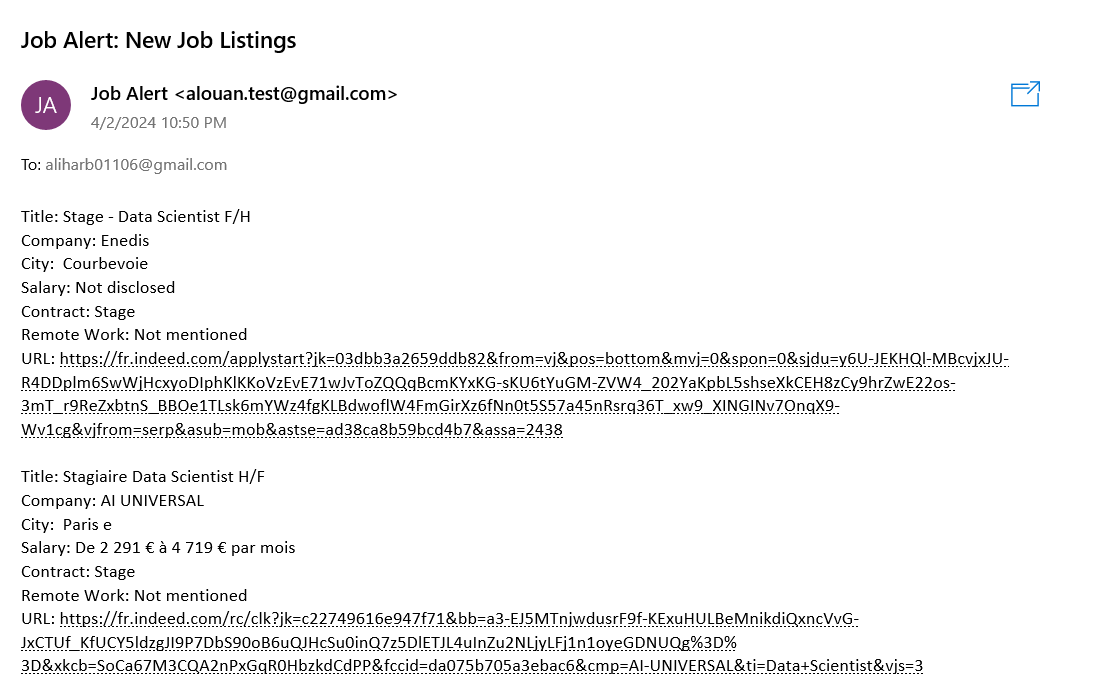 Job Alert: New Job Listings
JA
Job Alert <alouan.test@gmail.com>
4/2/2024 10:50 PM
To: aliharb01106@gmail.com
Title: Stage - Data Scientist F/H
Company: Enedis
City:  Courbevoie
Salary: Not disclosed
Contract: Stage
Remote Work: Not mentioned
URL: https://fr.indeed.com/applystart?jk=03dbb3a2659ddb82&from=vj&pos=bottom&mvj=0&spon=0&sjdu=y6U-JEKHQl-MBcvjxJU-
R4DDplm6SwWjHcxyoDIphKlKKoVzEvE71wJvToZQQqBcmKYxKG-sKU6tYuGM-ZVW4_202YaKpbL5shseXkCEH8zCy9hrZwE22os-
3mT_r9ReZxbtnS_BBOe1TLsk6mYWz4fgKLBdwoflW4FmGirXz6fNn0t5S57a45nRsrq36T_xw9_XINGINv7OnqX9-
Wv1cg&vjfrom=serp&asub=mob&astse=ad38ca8b59bcd4b7&assa=2438
Title: Stagiaire Data Scientist H/F
Company: AI UNIVERSAL
City:  Paris e
Salary: De 2 291 € à 4 719 € par mois
Contract: Stage
Remote Work: Not mentioned
URL: https://fr.indeed.com/rc/clk?jk=c22749616e947f71&bb=a3-EJ5MTnjwdusrF9f-KExuHULBeMnikdiQxncVvG-
JxCTUf_KfUCY5ldzgJI9P7DbS90oB6uQJHcSu0inQ7z5DlETJL4uInZu2NLjyLFj1n1oyeGDNUQg%3D%
3D&xkcb=SoCa67M3CQA2nPxGqR0HbzkdCdPP&fccid=da075b705a3ebac6&cmp=AI-UNIVERSAL&ti=Data+Scientist&vjs=3